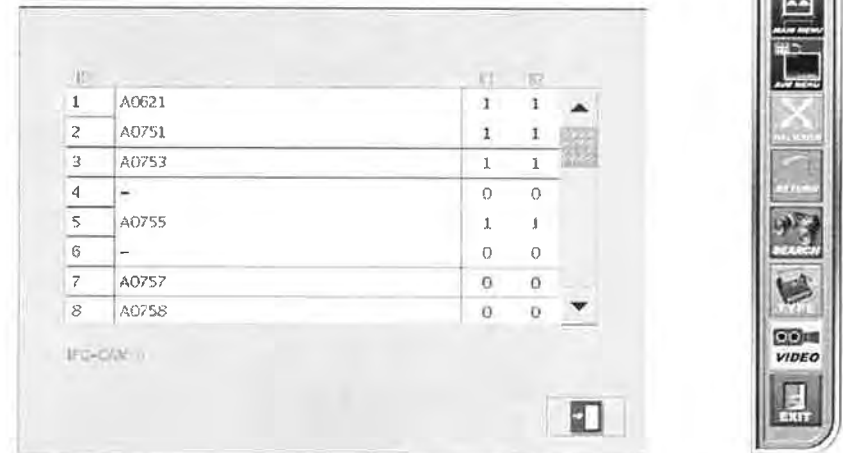 1 A0621 1 1
2 A0751 1 1
3 A0753 1 1
4 - 0 0
5 A0755 1 1
6 - 0 0
7 A0757 0 0
8 A0758 0 0
MAIN MENU
SUB MENU
RETURN
SEARCH
TYPE
VIDEO
EXIT